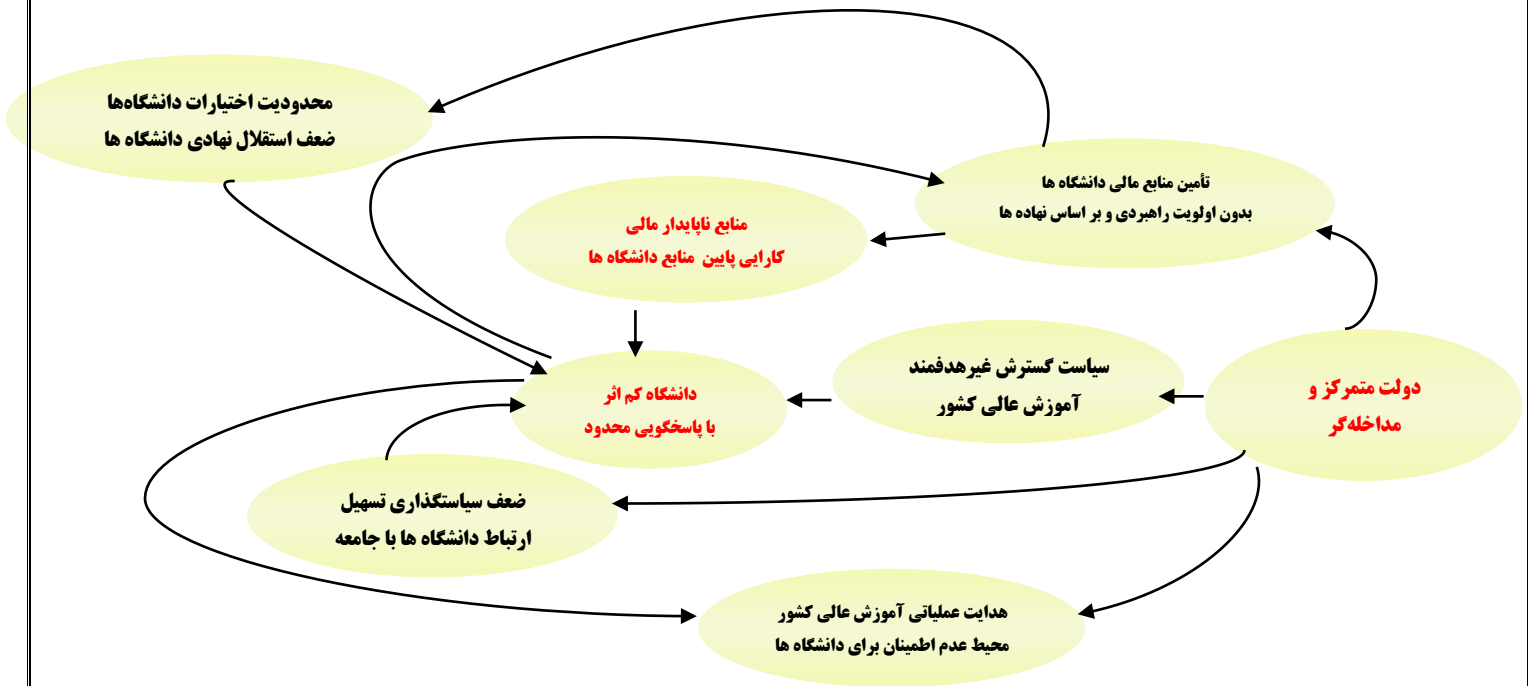 محدودیت اختیارات دانشگاه‌ها
ضعف استقلال نهادی دانشگاه ها
تأمین منابع مالی دانشگاه ها
بدون اولویت راهبردی و بر اساس نهاده ها
منابع ناپایدار مالی
کارایی پایین منابع دانشگاه ها
دولت متمرکز و
مداخله‌گر
سیاست گسترش غیرهدفمند
آموزش عالی کشور
دانشگاه کم اثر
با پاسخگویی محدود
ضعف سیاستگذاری تسهیل
ارتباط دانشگاه ها با جامعه
هدایت عملیاتی آموزش عالی کشور
محیط عدم اطمینان برای دانشگاه ها